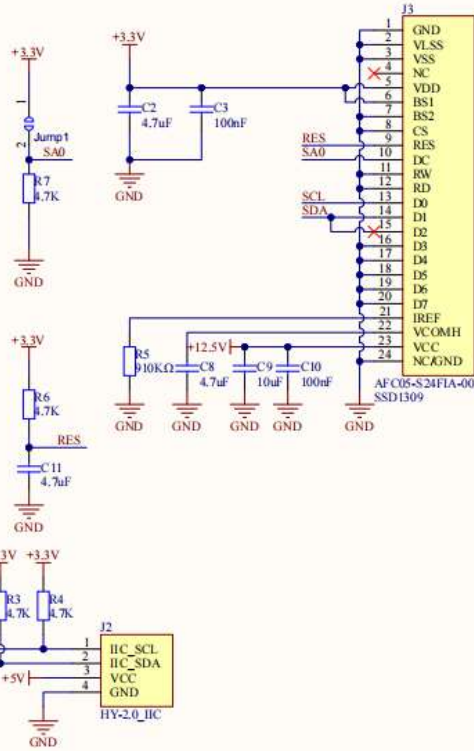 J3
1 GND
2 VLSS
3 VSS
4 NC
5 VDD
6 BS1
7 BS2
8 CS
9 RES
10 DC
11 RW
12 RD
13 D0
14 D1
15 D2
16 D3
17 D4
18 D5
19 D6
20 D7
21 IREF
22 VCOMH
23 VCC
24 NC/GND
AFC05-S24FIA-00
SSD1309
RES
SA0
SCL
SDA
+3.3V
1
Jump1
2
SA0
R7
4.7K
GND
+3.3V
C2
4.7uF
C3
100nF
GND
R5
910KΩ
GND
C8
4.7uF
GND
+12.5V
C9
10uF
GND
C10
100nF
GND
GND
+3.3V
R6
4.7K
RES
C11
4.7uF
GND
3V
+3.3V
R3
4.7K
R4
4.7K
J2
1 IIC_SCL
2 IIC_SDA
3 VCC
4 GND
HY-2.0_IIC
+5V
GND